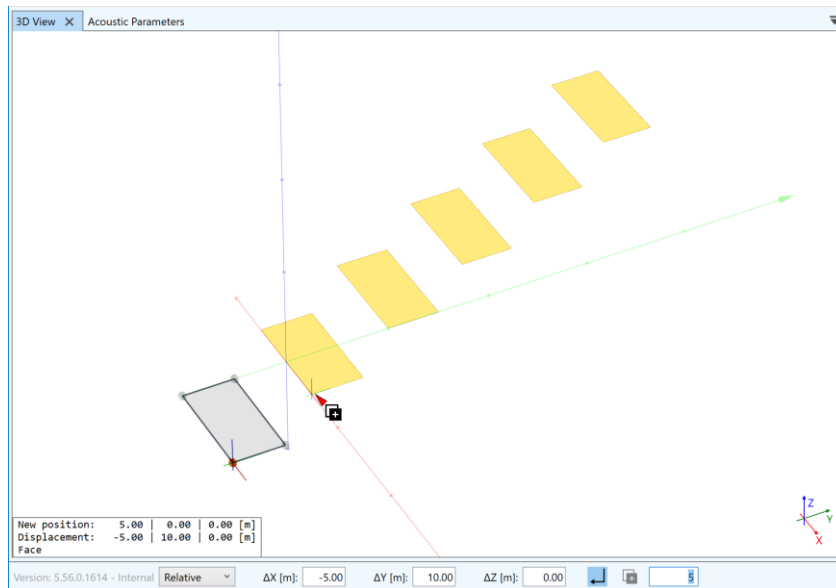 3D View
Acoustic Parameters
New position: 5.00 | 0.00 | 0.00 [m]
Displacement: -5.00 | 10.00 | 0.00 [m]
Face
Z
Y
X
Version: 5.56.0.1614 - Internal Relative ΔX [m]: -5.00 ΔY [m]: 10.00 ΔZ [m]: 0.00 5